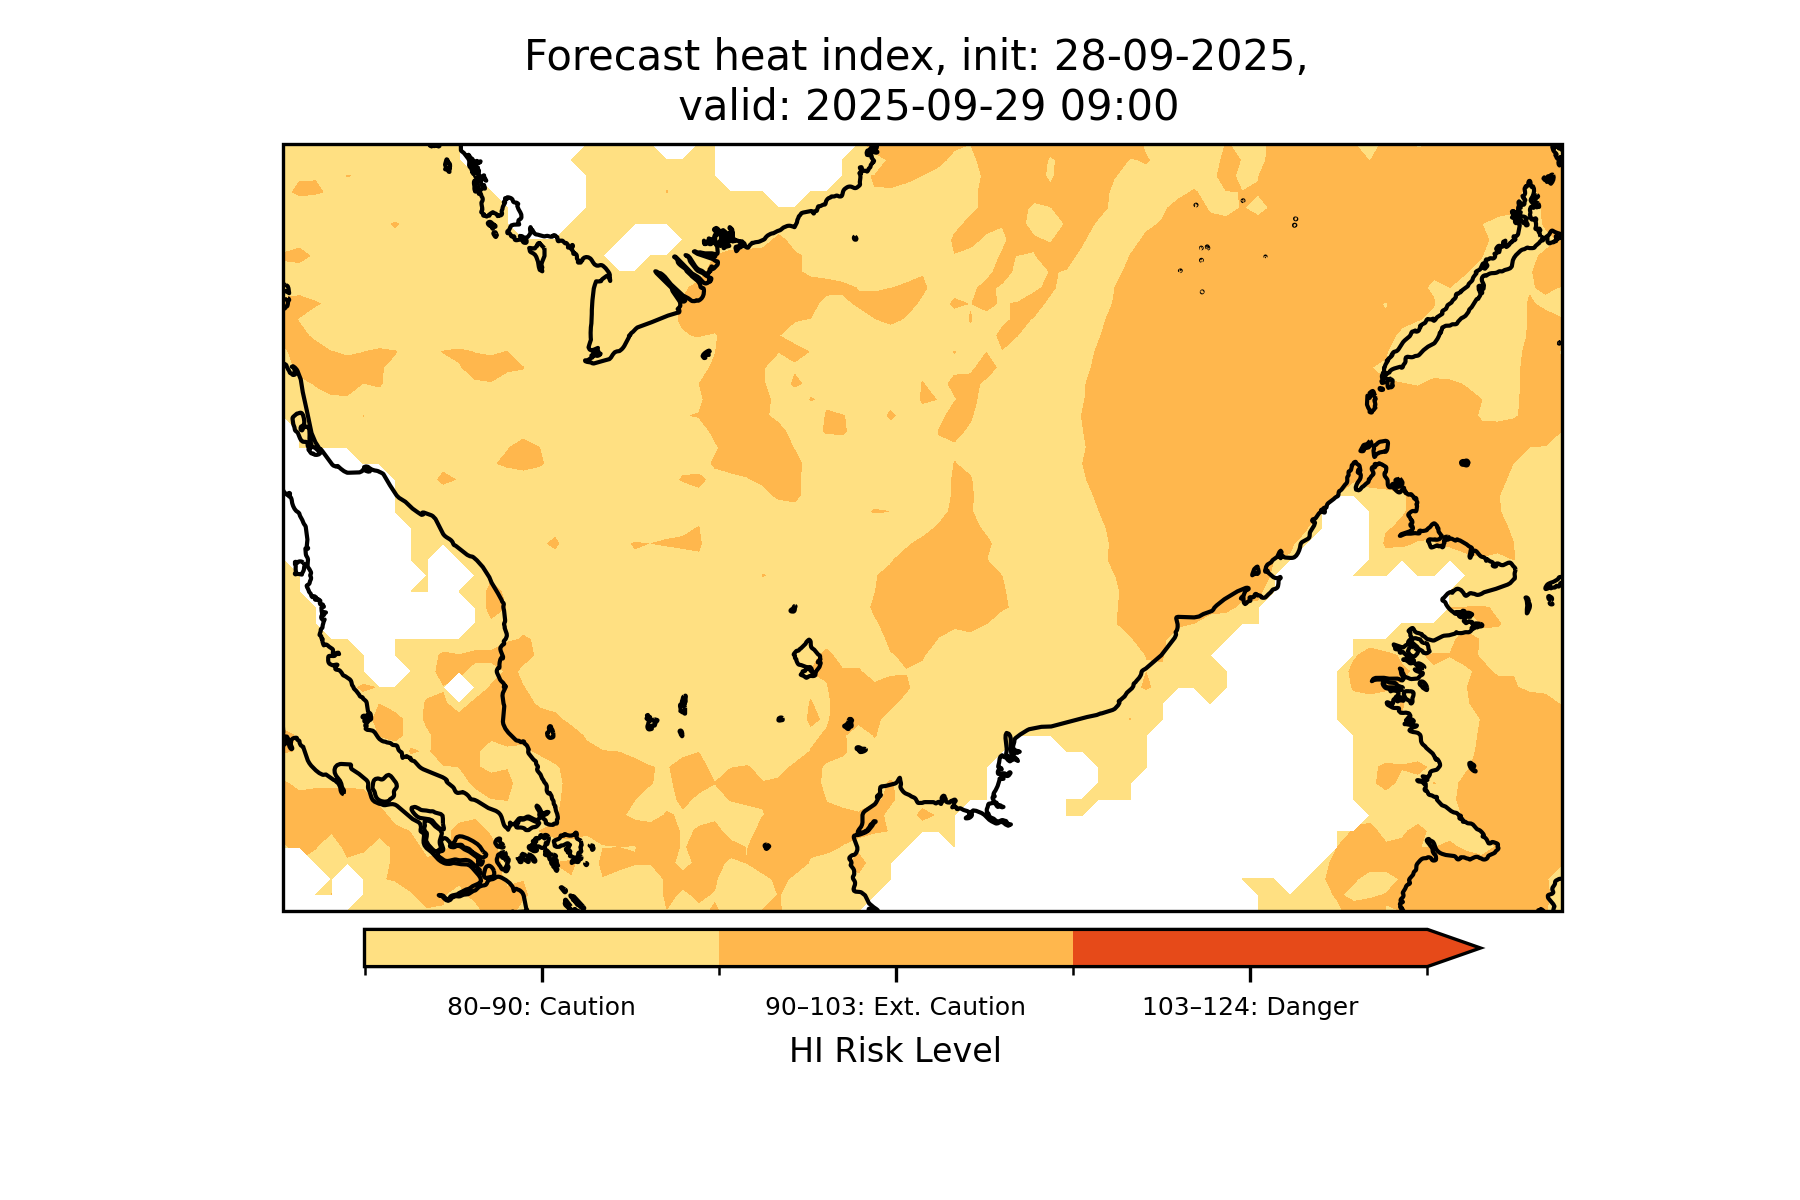 Forecast heat index, init: 28-09-2025,
valid: 2025-09-29 09:00
80–90: Caution
90–103: Ext. Caution
103–124: Danger
HI Risk Level